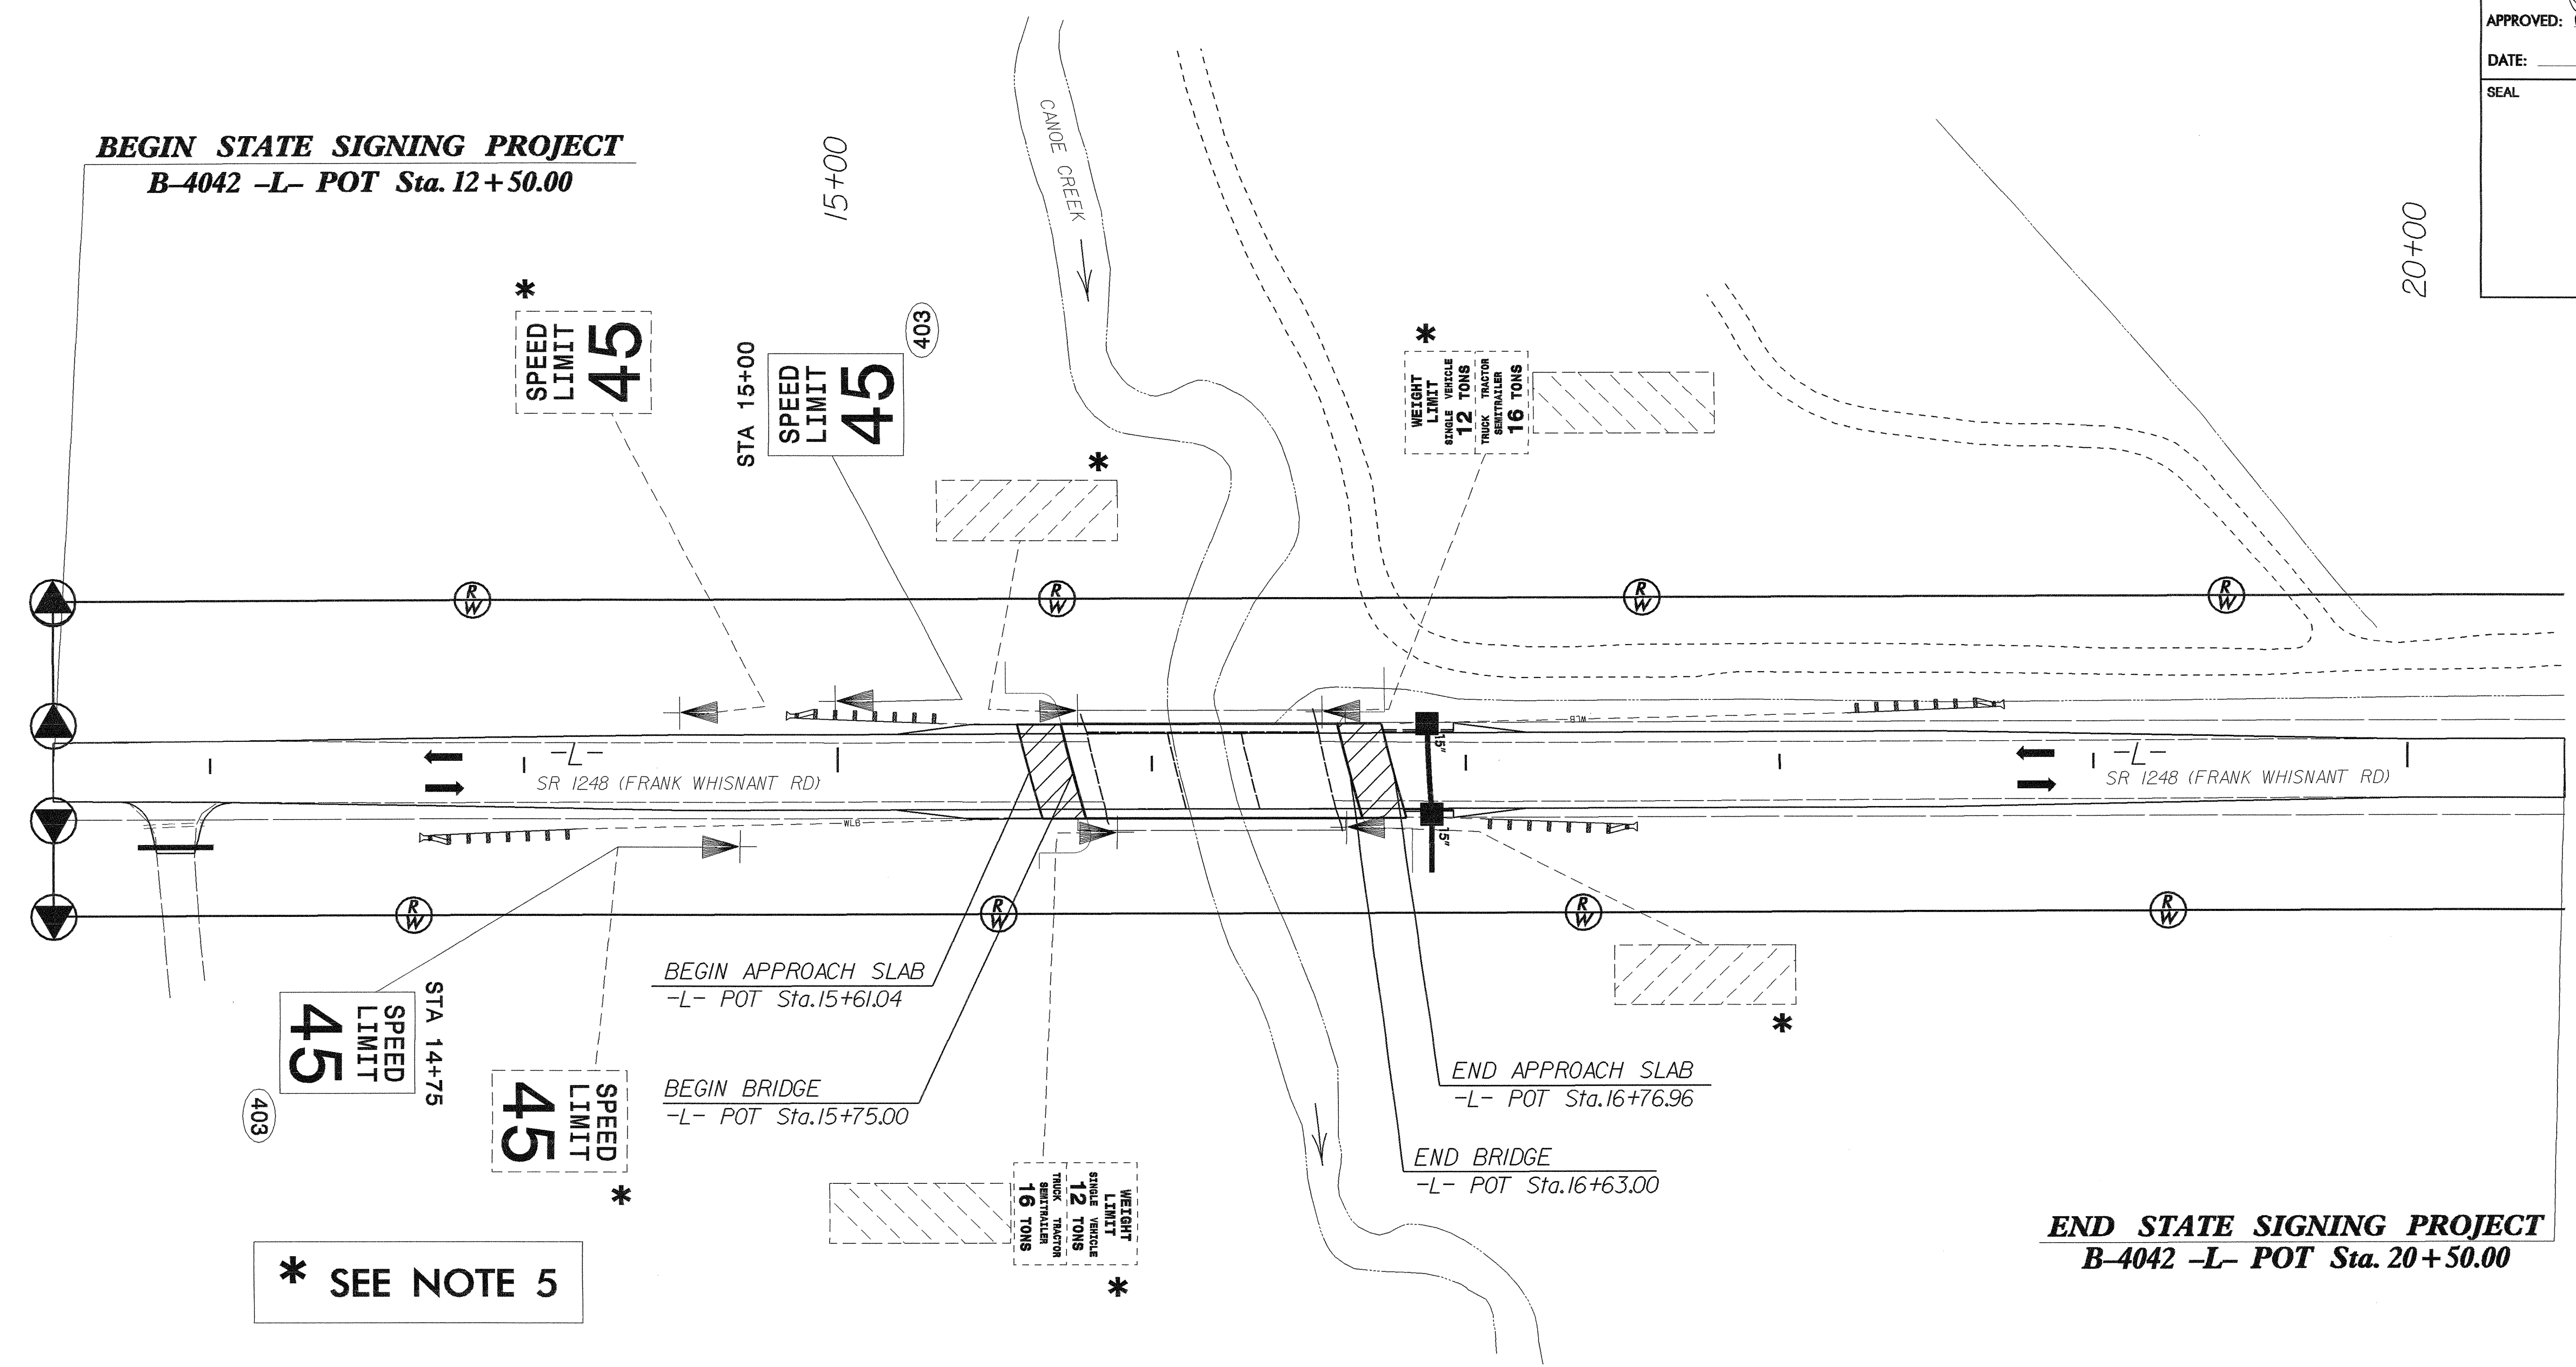 APPROVED:
DATE:
SEAL
BEGIN STATE SIGNING PROJECT
B-4042 -L- POT Sta. 12+50.00
15+00
CANOE CREEK
20+00
*
SPEED
LIMIT
45
STA 15+00
SPEED
LIMIT
45
403
*
*
WEIGHT
LIMIT
SINGLE VEHICLE
12 TONS
TRUCK TRACTOR
SEMITRAILER
16 TONS
R/W
R/W
R/W
R/W
WLB
15"
-L-
SR 1248 (FRANK WHISNANT RD)
-L-
SR 1248 (FRANK WHISNANT RD)
WLB
15"
R/W
R/W
R/W
R/W
BEGIN APPROACH SLAB
-L- POT Sta.15+61.04
STA 14+75
SPEED
LIMIT
45
403
SPEED
LIMIT
45
*
BEGIN BRIDGE
-L- POT Sta.15+75.00
*
END APPROACH SLAB
-L- POT Sta.16+76.96
END BRIDGE
-L- POT Sta.16+63.00
WEIGHT
LIMIT
SINGLE VEHICLE
12 TONS
TRUCK TRACTOR
SEMITRAILER
16 TONS
*
END STATE SIGNING PROJECT
B-4042 -L- POT Sta. 20+50.00
* SEE NOTE 5